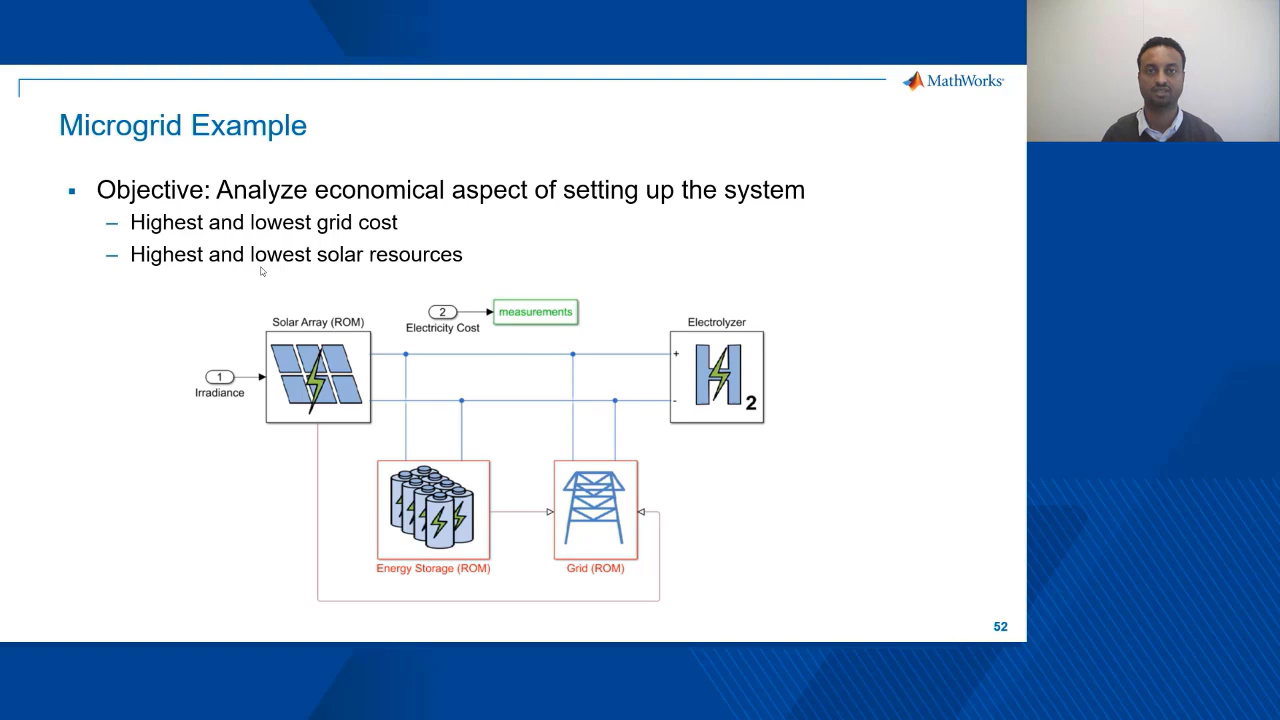 MathWorks®
Microgrid Example
▪ Objective: Analyze economical aspect of setting up the system
– Highest and lowest grid cost
– Highest and lowest solar resources
2
measurements
Electricity Cost
Solar Array (ROM)
Electrolyzer
1
Irradiance
+
-
H2
Energy Storage (ROM)
Grid (ROM)
52